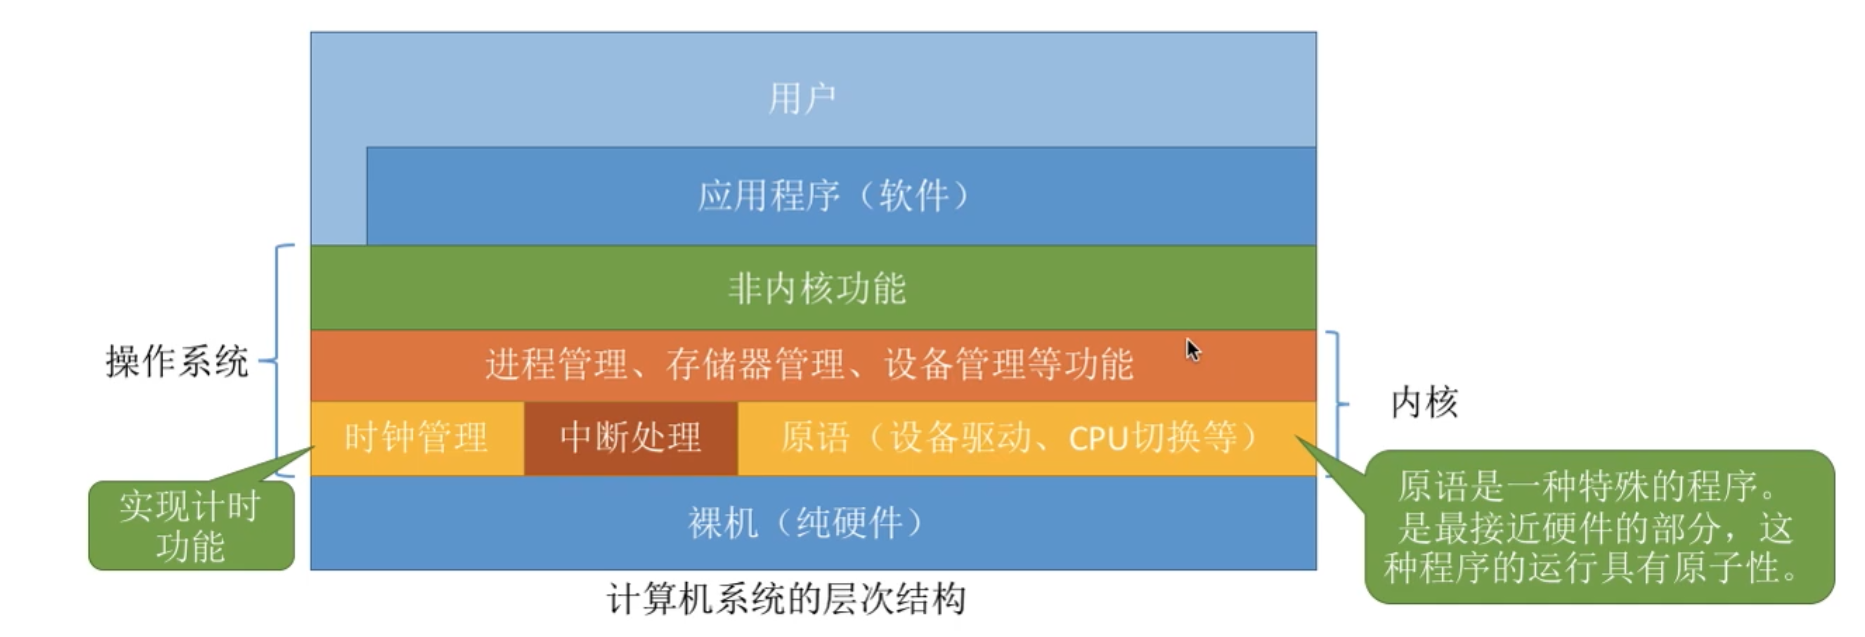 用户
应用程序（软件）
非内核功能
操作系统
进程管理、存储器管理、设备管理等功能
内核
时钟管理
中断处理
原语（设备驱动、CPU切换等）
实现计时
功能
裸机（纯硬件）
原语是一种特殊的程序。
是最接近硬件的部分，这
种程序的运行具有原子性。
计算机系统的层次结构